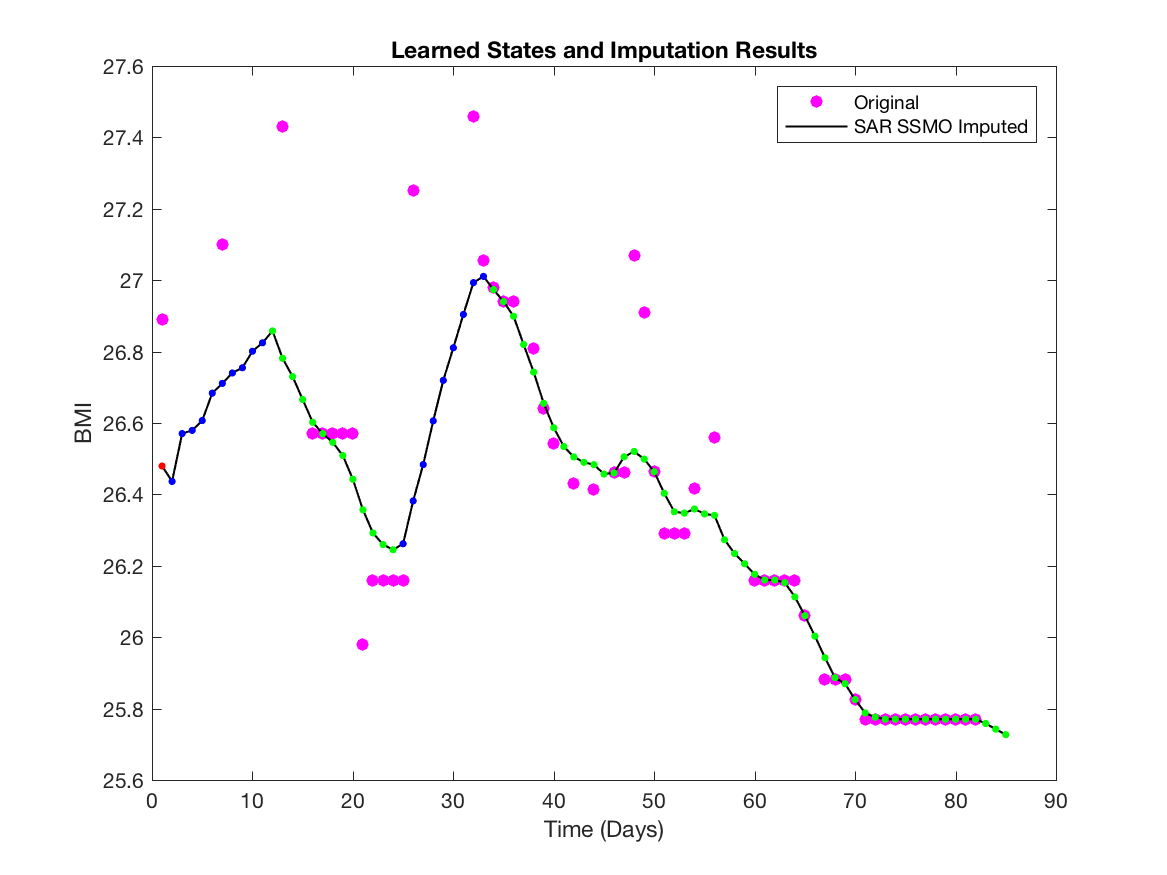 Learned States and Imputation Results
27.6
27.4
27.2
27
26.8
26.6
26.4
26.2
26
25.8
25.6
BMI
Original
SAR SSMO Imputed
0 10 20 30 40 50 60 70 80 90
Time (Days)